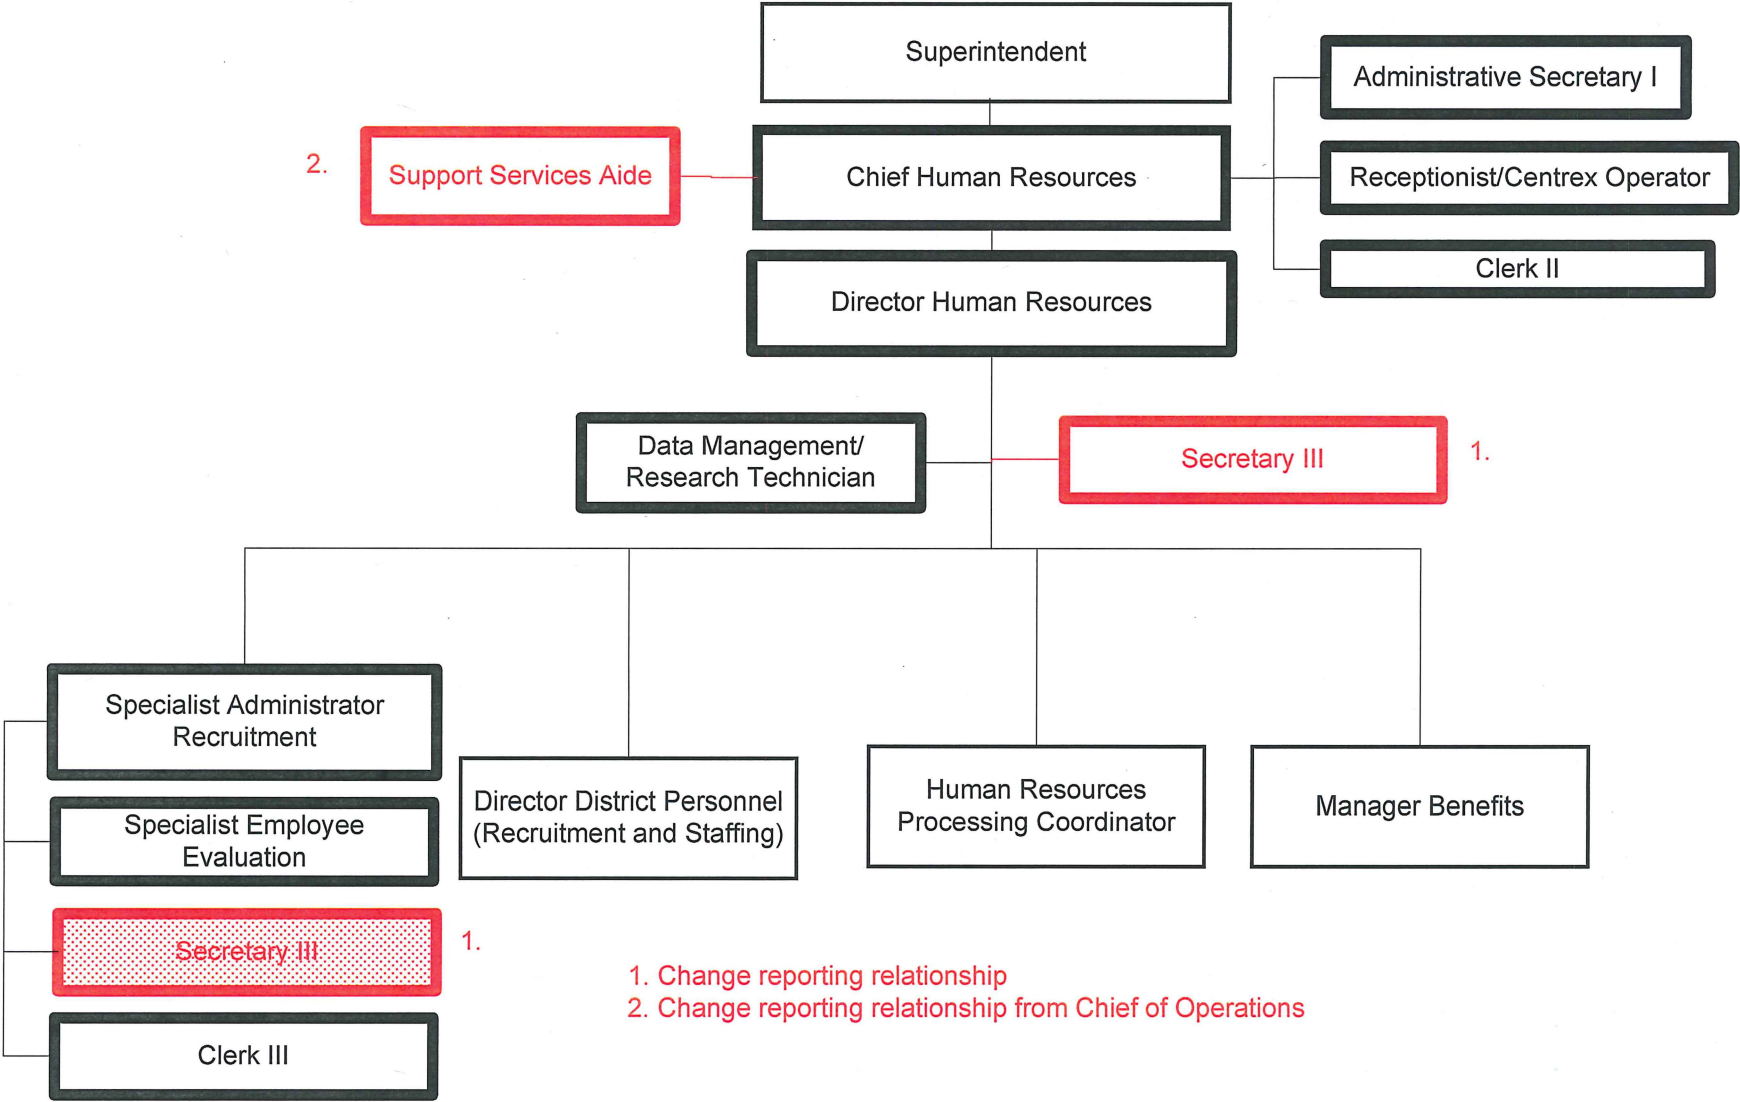 Superintendent
Administrative Secretary I
2.
Support Services Aide
Chief Human Resources
Receptionist/Centrex Operator
Clerk II
Director Human Resources
Data Management/
Research Technician
Secretary III
1.
Specialist Administrator
Recruitment
Director District Personnel
(Recruitment and Staffing)
Human Resources
Processing Coordinator
Manager Benefits
Specialist Employee
Evaluation
Secretary III
1.
1. Change reporting relationship
2. Change reporting relationship from Chief of Operations
Clerk III